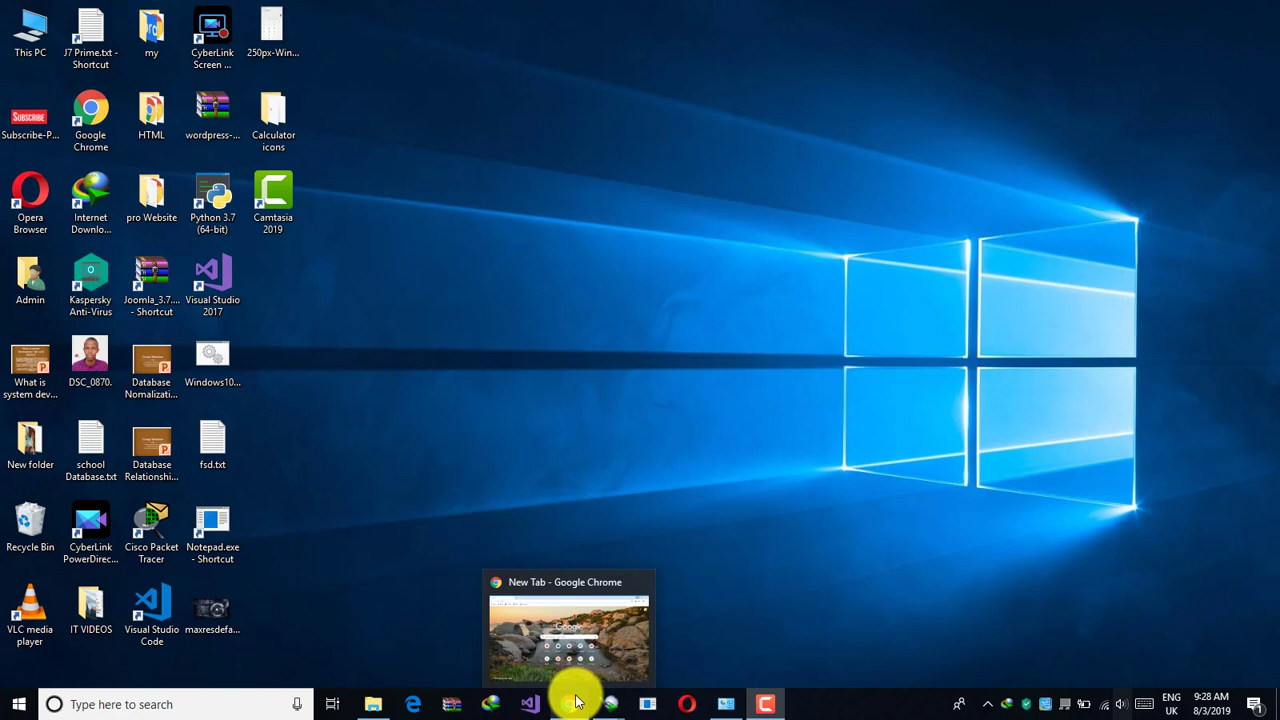 This PC
J7 Prime.txt -
Shortcut
my
CyberLink
Screen ...
250px-Win...
SUBSCRIBE
Subscribe-P...
Google
Chrome
HTML
wordpress-...
Calculator
icons
Opera
Browser
Internet
Downlo...
pro Website
Python 3.7
(64-bit)
Camtasia
2019
Admin
Kaspersky
Anti-Virus
Joomla_3.7....
- Shortcut
Visual Studio
2017
What is
system dev...
DSC_0870.
Database
Nomalizati...
Windows10...
New folder
school
Database.txt
Database
Relationshi...
fsd.txt
Recycle Bin
CyberLink
PowerDirec...
Cisco Packet
Tracer
Notepad.exe
- Shortcut
VLC media
player
IT VIDEOS
Visual Studio
Code
maxresdefa...
New Tab - Google Chrome
Google
Type here to search
ENG
UK
9:28 AM
8/3/2019